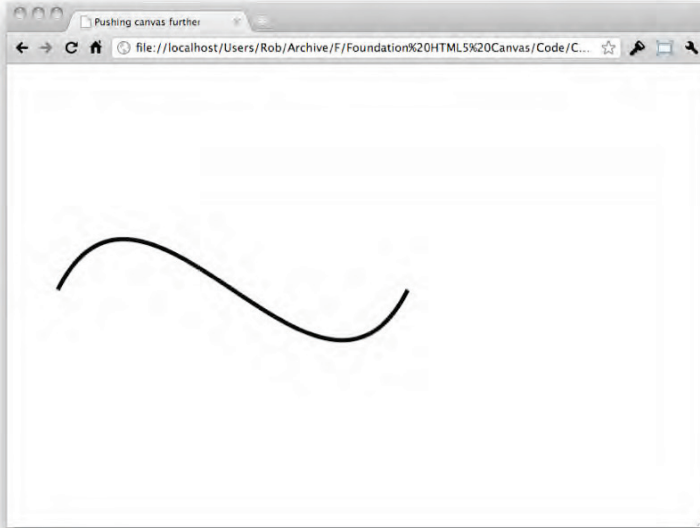 Pushing canvas further
file://localhost/Users/Rob/Archive/F/Foundation%20HTML5%20Canvas/Code/C...